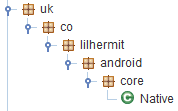 uk
co
lilhermit
android
core
Native